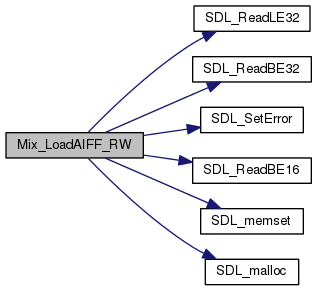 SDL_ReadLE32
SDL_ReadBE32
SDL_SetError
Mix_LoadAIFF_RW
SDL_ReadBE16
SDL_memset
SDL_malloc